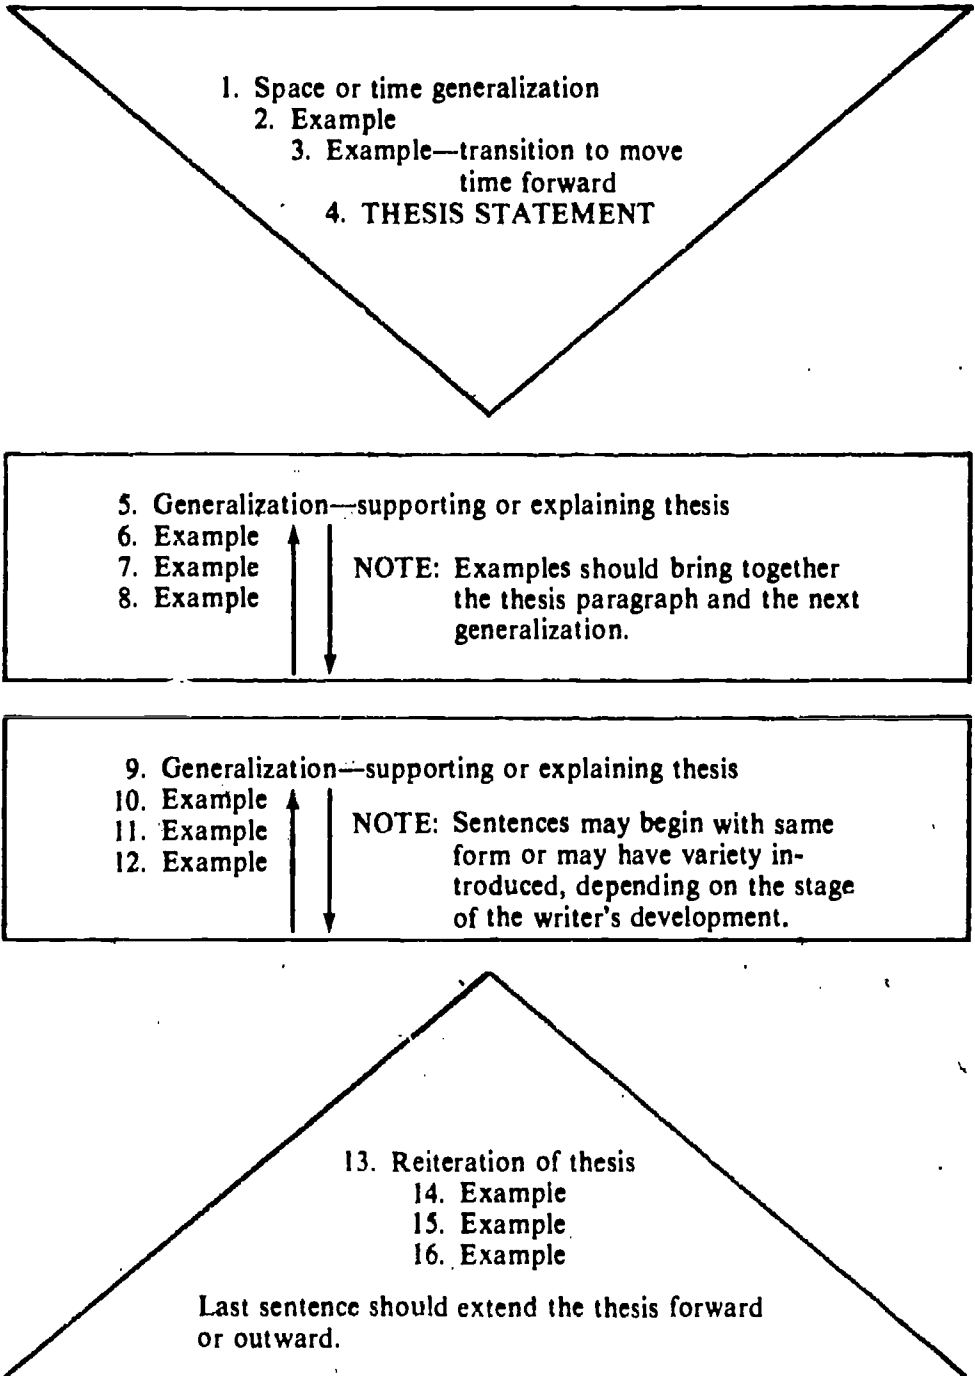 1. Space or time generalization
2. Example
3. Example—transition to move
time forward
4. THESIS STATEMENT
5. Generalization—supporting or explaining thesis
6. Example
7. Example
8. Example
NOTE: Examples should bring together
the thesis paragraph and the next
generalization.
9. Generalization—supporting or explaining thesis
10. Example
11. Example
12. Example
NOTE: Sentences may begin with same
form or may have variety in-
troduced, depending on the stage
of the writer's development.
13. Reiteration of thesis
14. Example
15. Example
16. Example
Last sentence should extend the thesis forward
or outward.